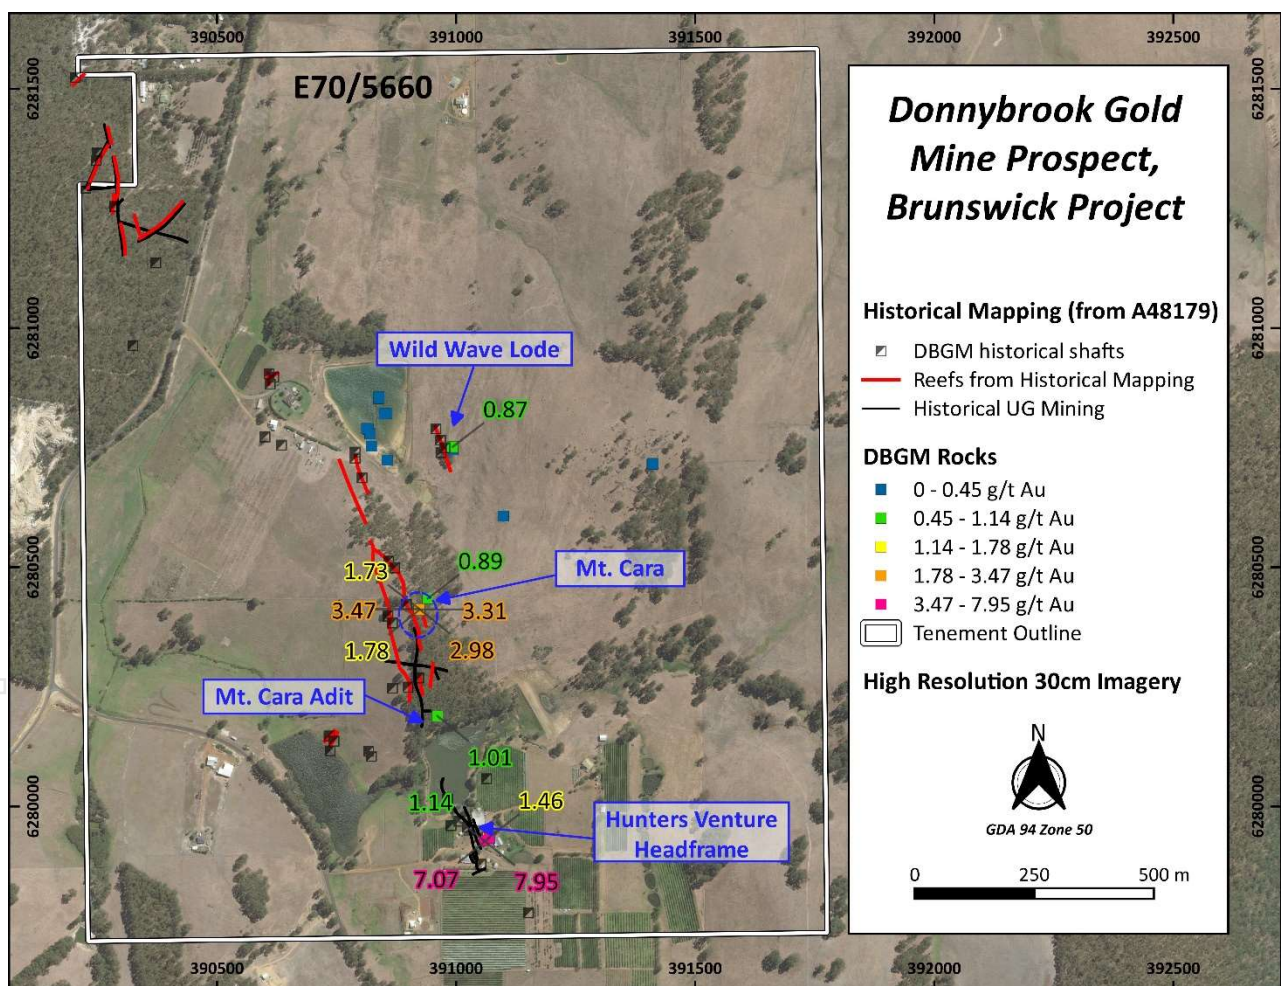 390500
391000
392000
392500
6281500
6281000
6280500
6280000
E70/5660
Wild Wave Lode
0.87
0.89
1.73
Mt. Cara
3.47
3.31
1.78
2.98
Mt. Cara Adit
1.01
1.14
1.46
Hunters Venture
Headframe
7.07
7.95
Donnybrook Gold
Mine Prospect,
Brunswick Project
Historical Mapping (from A48179)
DBGM historical shafts
Reefs from Historical Mapping
Historical UG Mining
DBGM Rocks
0 - 0.45 g/t Au
0.45 - 1.14 g/t Au
1.14 - 1.78 g/t Au
1.78 - 3.47 g/t Au
3.47 - 7.95 g/t Au
Tenement Outline
High Resolution 30cm Imagery
N
GDA 94 Zone 50
0 250 500 m
6281500
6281000
6280500
6280000
390500
391000
391500
392000
392500